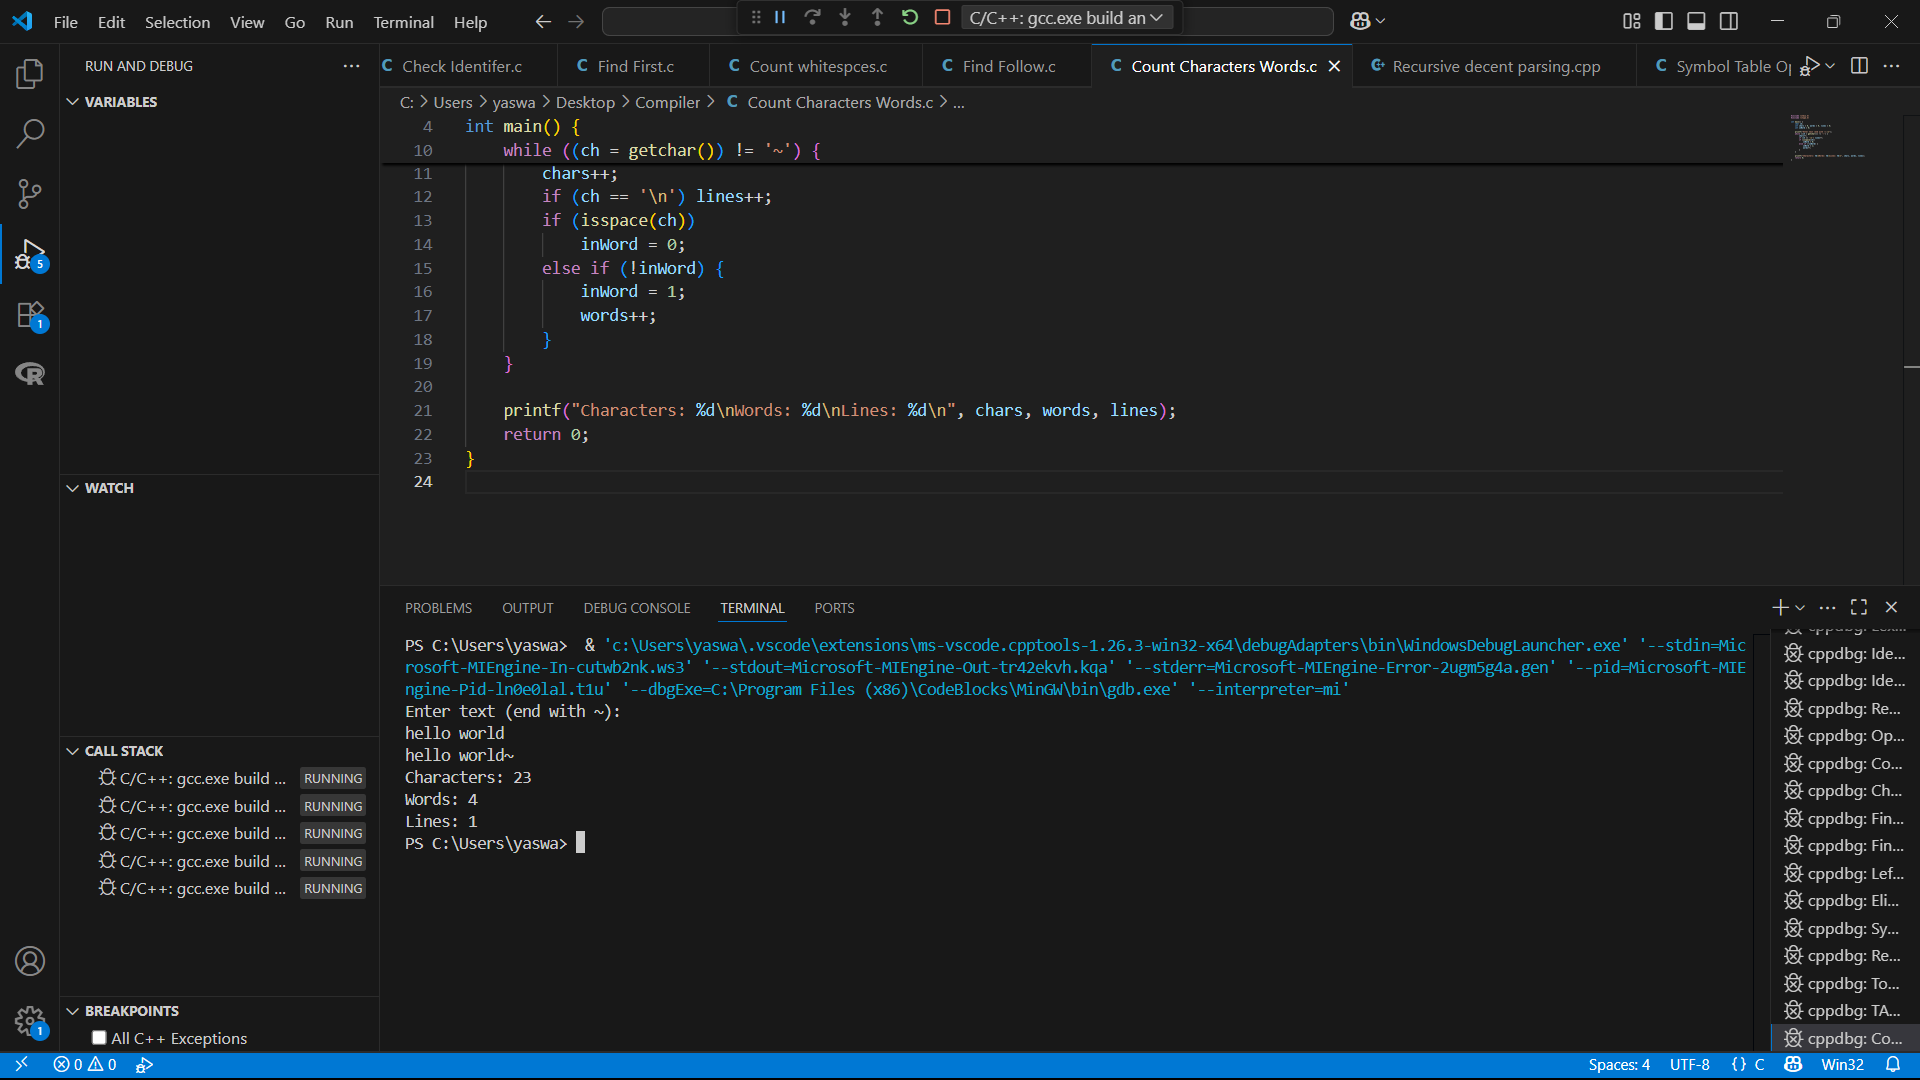 File Edit Selection View Go Run Terminal Help
C/C++: gcc.exe build an
RUN AND DEBUG
VARIABLES
WATCH
CALL STACK
C/C++: gcc.exe build ... RUNNING
C/C++: gcc.exe build ... RUNNING
C/C++: gcc.exe build ... RUNNING
C/C++: gcc.exe build ... RUNNING
C/C++: gcc.exe build ... RUNNING
BREAKPOINTS
All C++ Exceptions
5
1
1
C Check Identifer.c C Find First.c C Count whitespces.c C Find Follow.c C Count Characters Words.c Recursive decent parsing.cpp C Symbol Table Op
C: > Users > yaswa > Desktop > Compiler > C Count Characters Words.c > ...
4 int main() {
10 while ((ch = getchar()) != '~') {
11 chars++;
12 if (ch == '\n') lines++;
13 if (isspace(ch))
14 inWord = 0;
15 else if (!inWord) {
16 inWord = 1;
17 words++;
18 }
19 }
20
21 printf("Characters: %d\nWords: %d\nLines: %d\n", chars, words, lines);
22 return 0;
23 }
24
PROBLEMS OUTPUT DEBUG CONSOLE TERMINAL PORTS
PS C:\Users\yaswa>  & 'c:\Users\yaswa\.vscode\extensions\ms-vscode.cpptools-1.26.3-win32-x64\debugAdapters\bin\WindowsDebugLauncher.exe' '--stdin=Mic
rosoft-MIEngine-In-cutwb2nk.ws3' '--stdout=Microsoft-MIEngine-Out-tr42ekvh.kqa' '--stderr=Microsoft-MIEngine-Error-2ugm5g4a.gen' '--pid=Microsoft-MIE
ngine-Pid-ln0e0lal.t1u' '--dbgExe=C:\Program Files (x86)\CodeBlocks\MinGW\bin\gdb.exe' '--interpreter=mi'
Enter text (end with ~):
hello world
hello world~
Characters: 23
Words: 4
Lines: 1
PS C:\Users\yaswa>
cppdbg: Ide...
cppdbg: Ide...
cppdbg: Re...
cppdbg: Op...
cppdbg: Co...
cppdbg: Ch...
cppdbg: Fin...
cppdbg: Fin...
cppdbg: Lef...
cppdbg: Eli...
cppdbg: Sy...
cppdbg: Re...
cppdbg: To...
cppdbg: TA...
cppdbg: Co...
0 0
Spaces: 4 UTF-8 {} C Win32